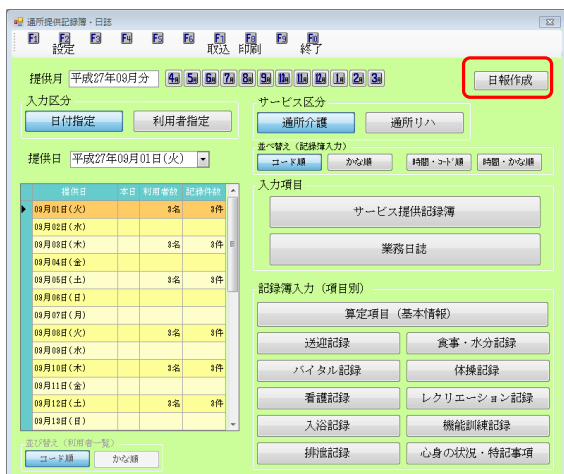 通所提供記録簿・日誌
F1 F2 F3 F4 F5 F6 F7 F8 F9 F10
設定 取込 印刷 終了
提供月 平成27年09月分 4月 5月 6月 7月 8月 9月 10月 11月 12月 1月 2月 3月 日報作成
入力区分
日付指定 利用者指定
サービス区分
通所介護 通所リハ
提供日 平成27年09月01日(火)
並べ替え（記録簿入力）
コード順 かな順 時間・コード順 時間・かな順
提供日 本日 利用者数 記録件数
09月01日(火) 3名 3件
09月02日(水)
09月03日(木) 3名 3件
09月04日(金)
09月05日(土) 3名 3件
09月06日(日)
09月07日(月)
09月08日(火) 3名 3件
09月09日(水)
09月10日(木) 3名 3件
09月11日(金)
09月12日(土) 3名 3件
09月13日(日)
並び替え（利用者一覧）
コード順 かな順
入力項目
サービス提供記録簿
業務日誌
記録簿入力（項目別）
算定項目（基本情報）
送迎記録 食事・水分記録
バイタル記録 体操記録
看護記録 レクリエーション記録
入浴記録 機能訓練記録
排泄記録 心身の状況・特記事項